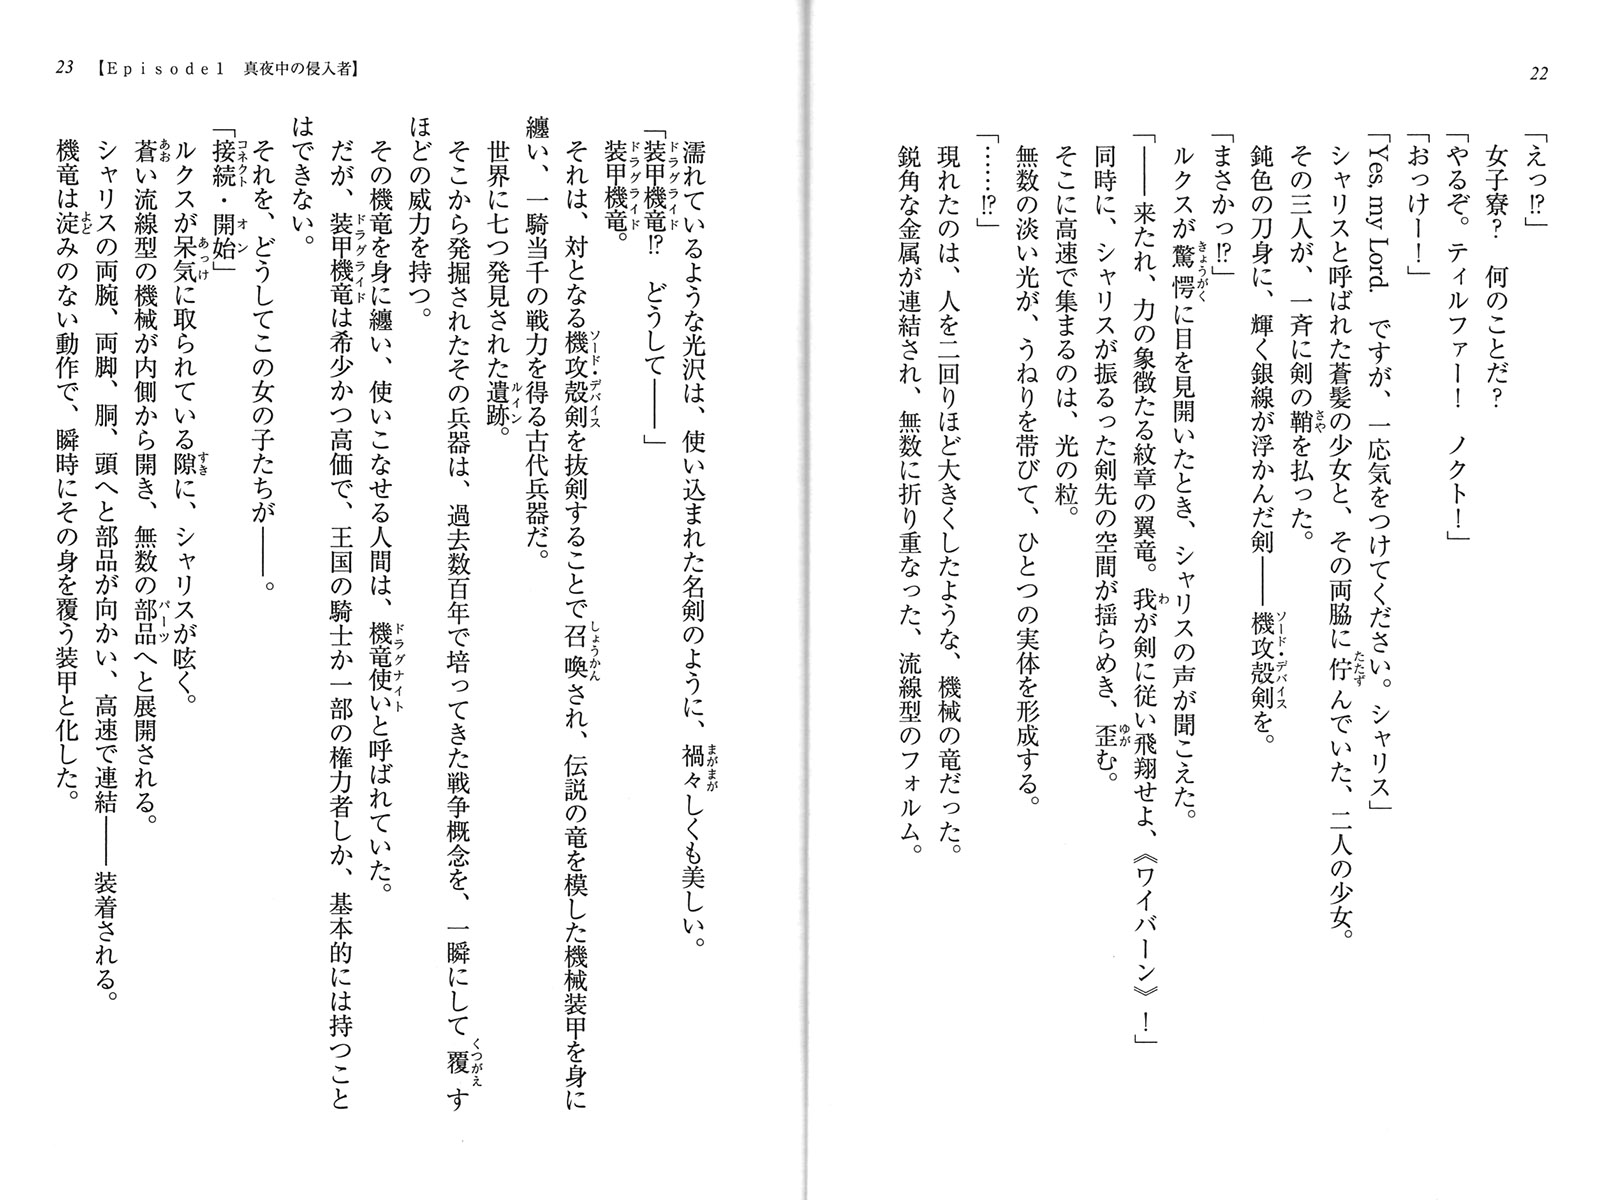 22
「えっ⁉」
女子寮？　何のことだ？
「やるぞ。ティルファー！　ノクト！」
「おっけー！」
「Yes, my Lord.　ですが、一応気をつけてください。シャリス」
シャリスと呼ばれた蒼髪の少女と、その両脇に佇んでいた、二人の少女。
その三人が、一斉に剣の鞘を払った。
鈍色の刀身に、輝く銀線が浮かんだ剣――機攻殻剣を。
「まさかっ⁉」
ルクスが驚愕に目を見開いたとき、シャリスの声が聞こえた。
「――来たれ、力の象徴たる紋章の翼竜。我が剣に従い飛翔せよ、《ワイバーン》！」
同時に、シャリスが振るった剣先の空間が揺らめき、歪む。
そこに高速で集まるのは、光の粒。
無数の淡い光が、うねりを帯びて、ひとつの実体を形成する。
「……⁉」
現れたのは、人を二回りほど大きくしたような、機械の竜だった。
鋭角な金属が連結され、無数に折り重なった、流線型のフォルム。
23　【Episode1　真夜中の侵入者】
濡れているような光沢は、使い込まれた名剣のように、禍々しくも美しい。
「装甲機竜⁉　どうして――」
装甲機竜。
それは、対となる機攻殻剣を抜剣することで召喚され、伝説の竜を模した機械装甲を身に
纏い、一騎当千の戦力を得る古代兵器だ。
世界に七つ発見された遺跡。
そこから発掘されたその兵器は、過去数百年で培ってきた戦争概念を、一瞬にして覆す
ほどの威力を持つ。
その機竜を身に纏い、使いこなせる人間は、機竜使いと呼ばれていた。
だが、装甲機竜は希少かつ高価で、王国の騎士か一部の権力者しか、基本的には持つこと
はできない。
それを、どうしてこの女の子たちが――。
「接続・開始」
ルクスが呆気に取られている隙に、シャリスが呟く。
蒼い流線型の機械が内側から開き、無数の部品へと展開される。
シャリスの両腕、両脚、胴、頭へと部品が向かい、高速で連結――装着される。
機竜は淀みのない動作で、瞬時にその身を覆う装甲と化した。